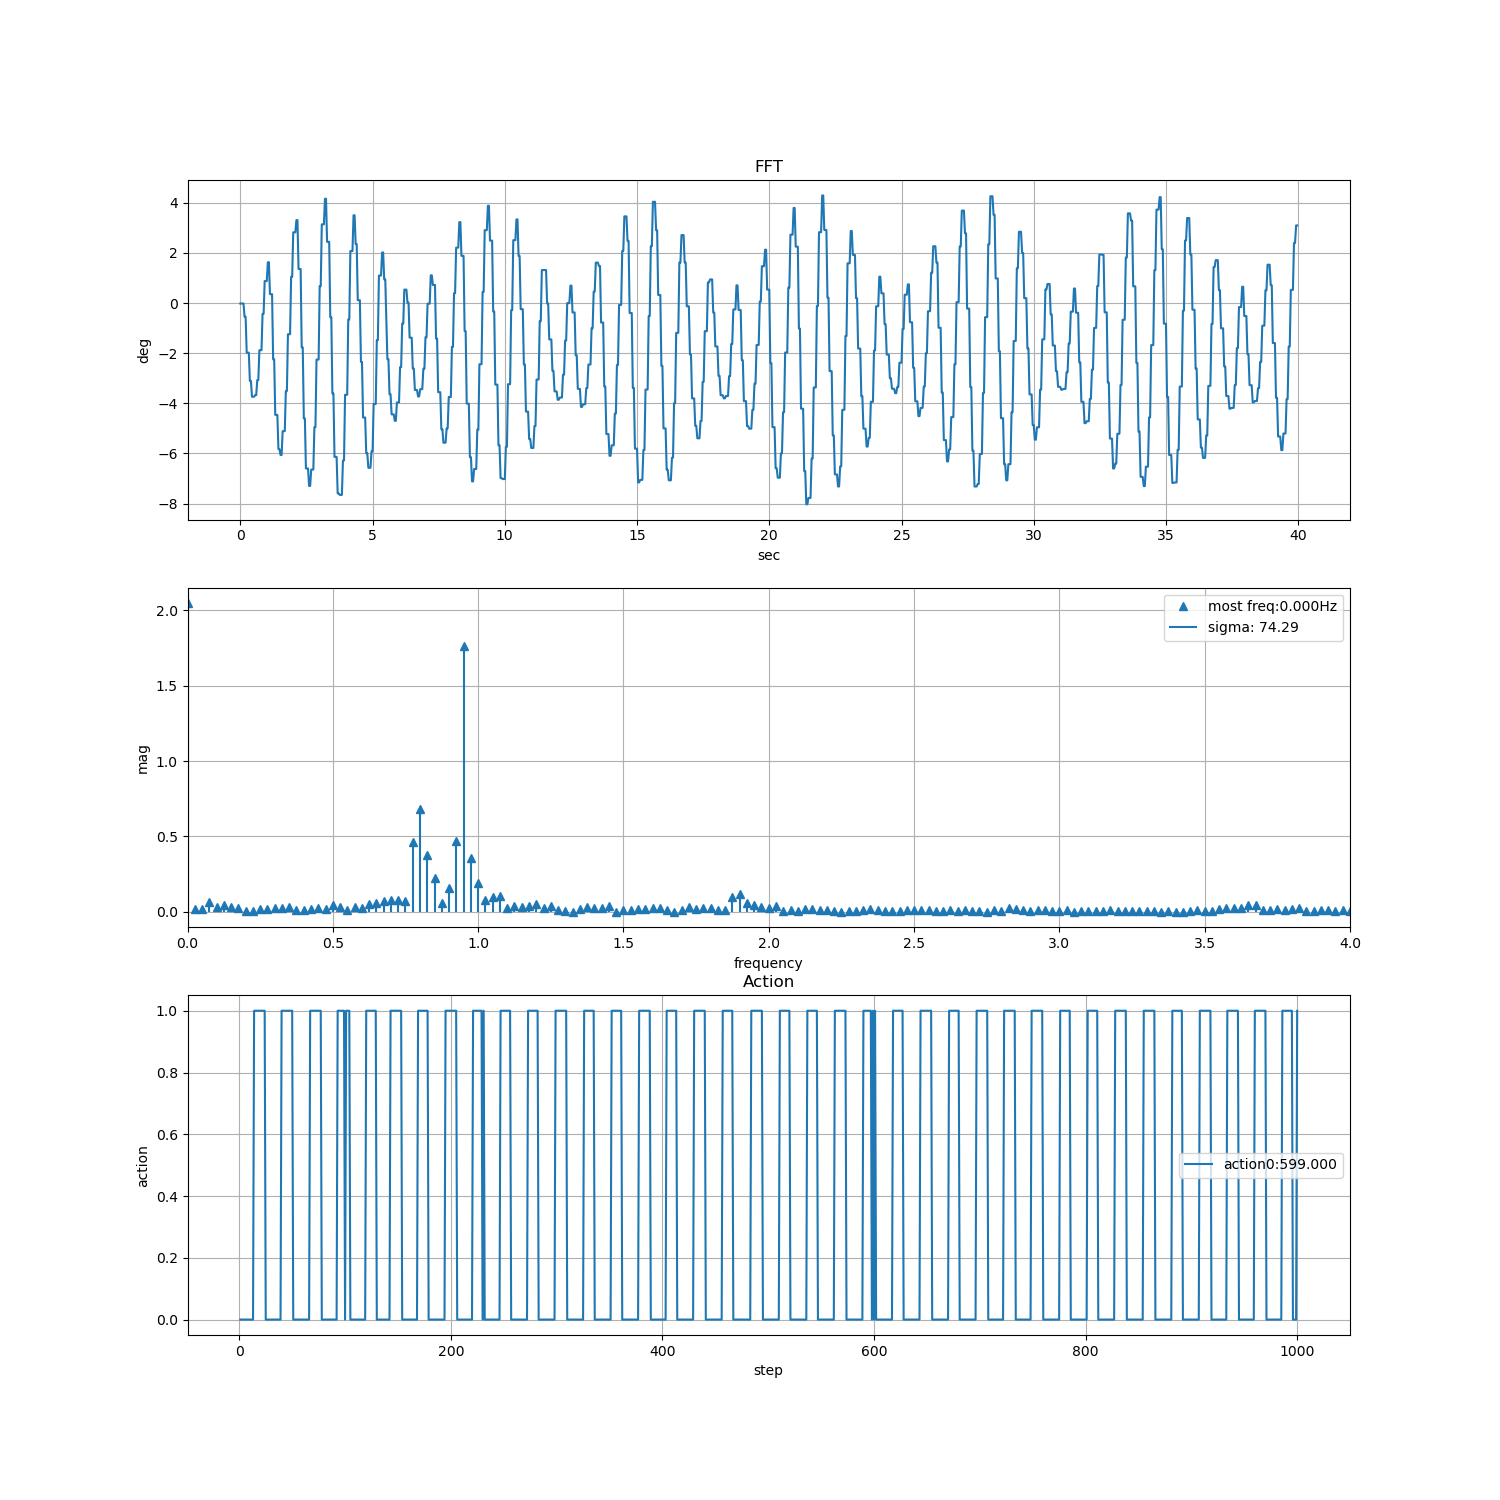 FFT
4
2
0
−2
−4
−6
−8
deg
0 5 10 15 20 25 30 35 40
sec
2.0
1.5
1.0
0.5
0.0
mag
most freq:0.000Hz
sigma: 74.29
0.0 0.5 1.0 1.5 2.0 2.5 3.0 3.5 4.0
frequency
Action
1.0
0.8
0.6
0.4
0.2
0.0
action
action0:599.000
0 200 400 600 800 1000
step